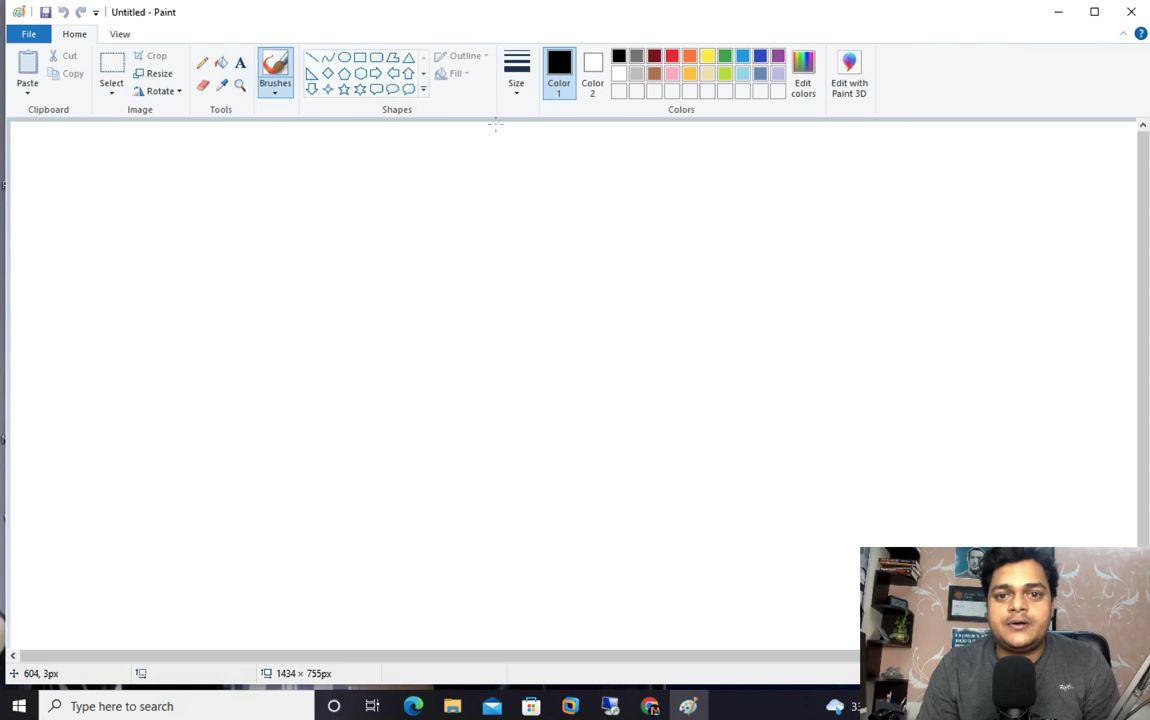 Untitled - Paint
File Home View
Paste
Cut
Copy
Clipboard
Select
Crop
Resize
Rotate
Image
A
Tools
Brushes
Shapes
Outline
Fill
Size
Color 1
Color 2
Colors
Edit colors
Edit with Paint 3D
604, 3px
1434 × 755px
Type here to search